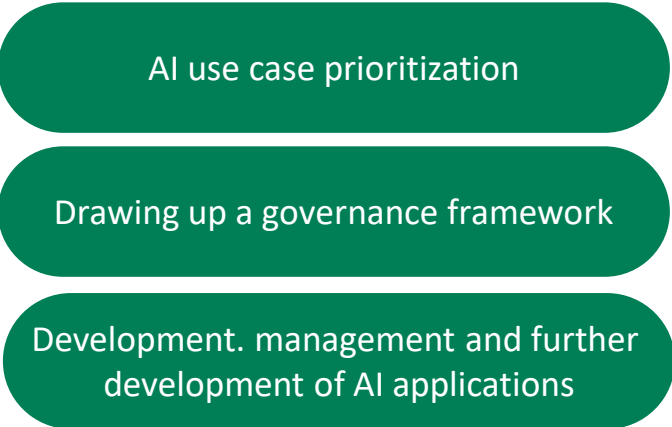 AI use case prioritization
Drawing up a governance framework
Development. management and further
development of AI applications